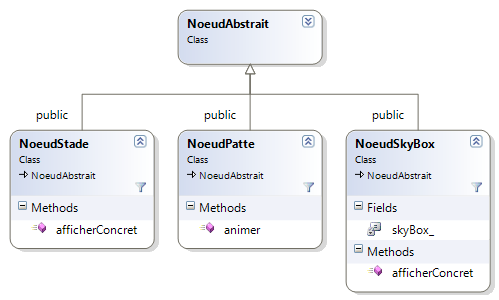 NoeudAbstrait
Class
public public public
NoeudStade NoeudPatte NoeudSkyBox
Class Class Class
NoeudAbstrait NoeudAbstrait NoeudAbstrait
Methods Methods Fields
afficherConcret animer skyBox_
Methods
afficherConcret